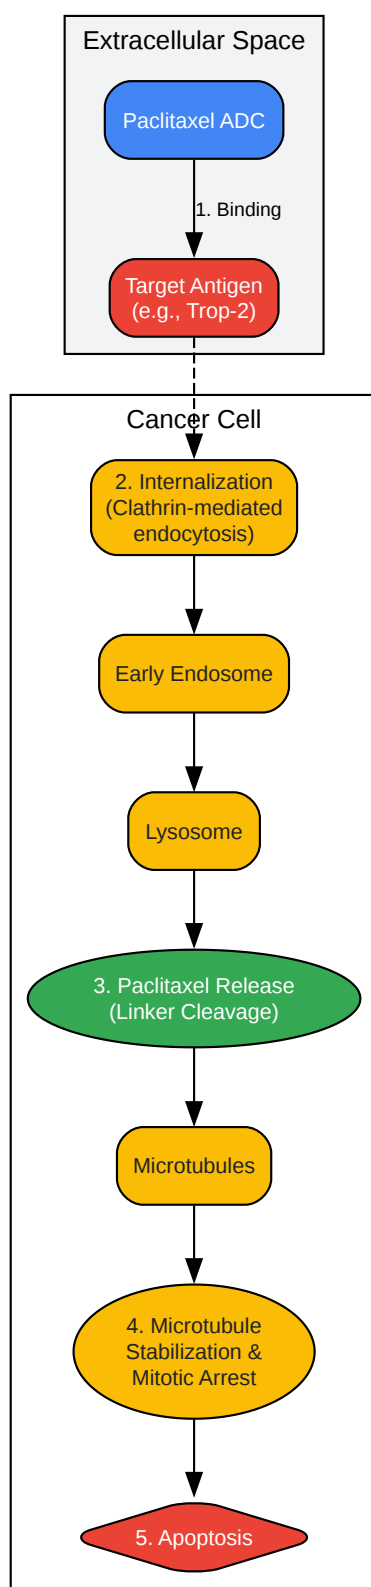 Extracellular Space
Paclitaxel ADC
1. Binding
Target Antigen
(e.g., Trop-2)
Cancer Cell
2. Internalization
(Clathrin-mediated
endocytosis)
Early Endosome
Lysosome
3. Paclitaxel Release
(Linker Cleavage)
Microtubules
4. Microtubule
Stabilization &
Mitotic Arrest
5. Apoptosis